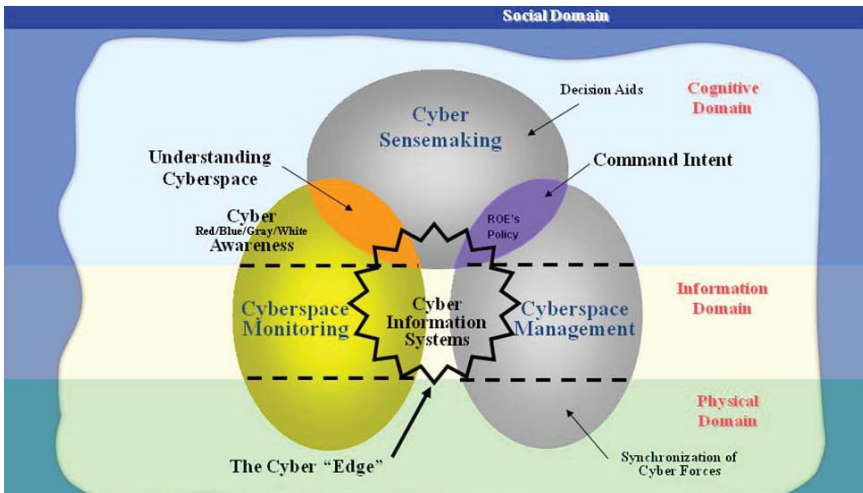 Social Domain
Decision Aids
Cognitive
Domain
Cyber
Sensemaking
Understanding
Cyberspace
Command Intent
Cyber
Red/Blue/Gray/White
Awareness
ROE's
Policy
Information
Domain
Cyberspace
Monitoring
Cyber
Information
Systems
Cyberspace
Management
Physical
Domain
The Cyber “Edge”
Synchronization of
Cyber Forces